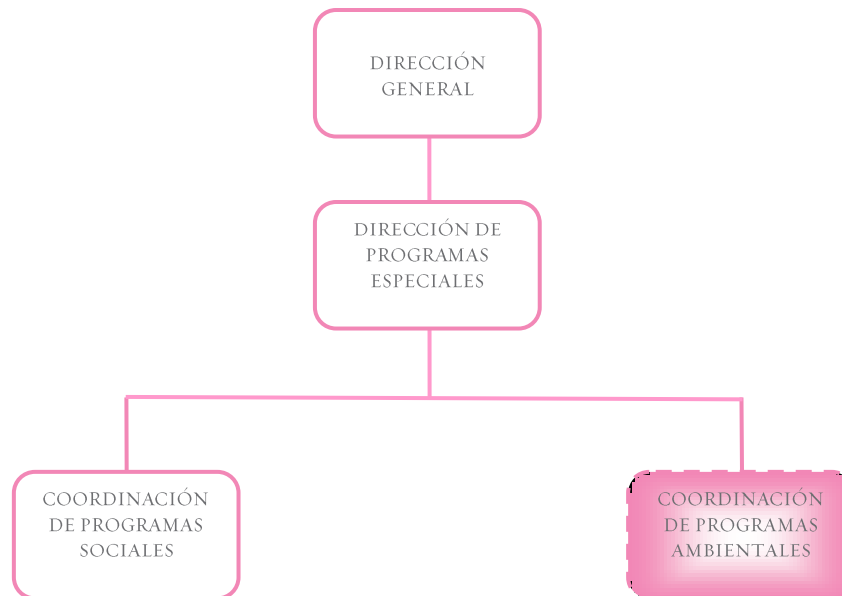 DIRECCIÓN
GENERAL
DIRECCIÓN DE
PROGRAMAS
ESPECIALES
COORDINACIÓN
DE PROGRAMAS
SOCIALES
COORDINACIÓN
DE PROGRAMAS
AMBIENTALES